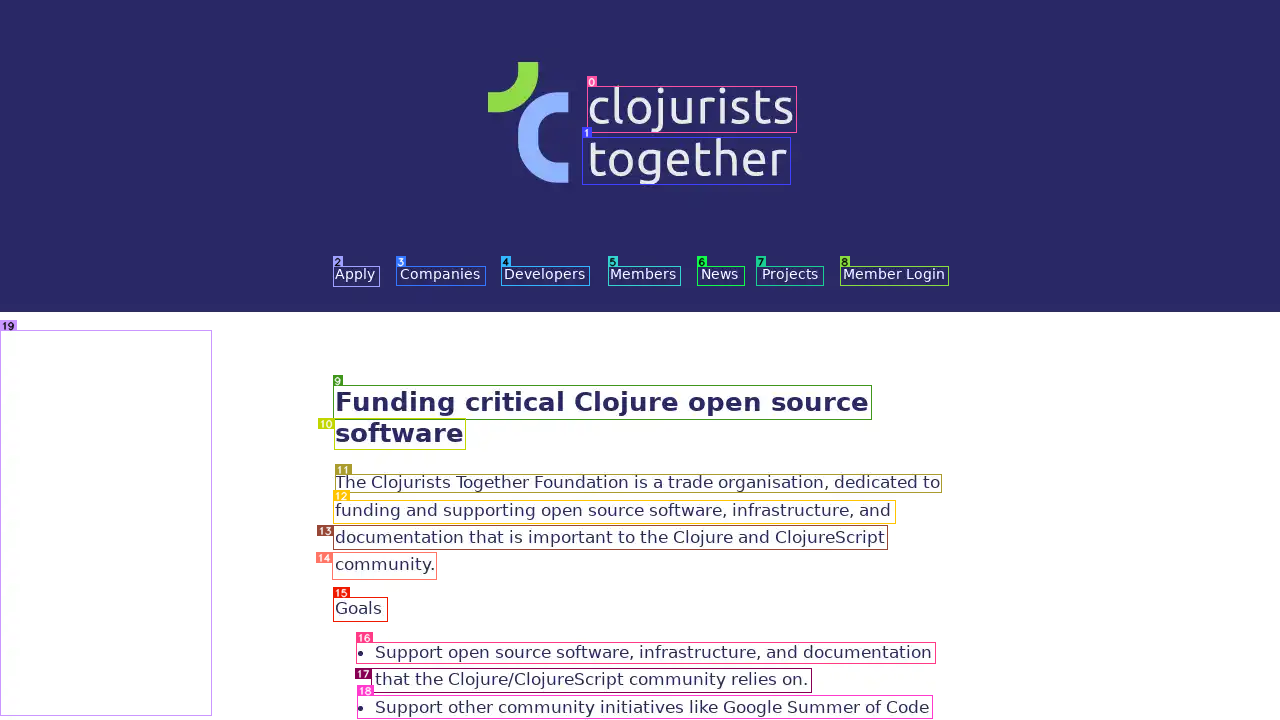 clojurists
together
Apply Companies Developers Members News Projects Member Login
Funding critical Clojure open source
software
The Clojurists Together Foundation is a trade organisation, dedicated to
funding and supporting open source software, infrastructure, and
documentation that is important to the Clojure and ClojureScript
community.
Goals
• Support open source software, infrastructure, and documentation
that the Clojure/ClojureScript community relies on.
• Support other community initiatives like Google Summer of Code
0
1
2
3
4
5
6
7
8
9
10
11
12
13
14
15
16
17
18
19